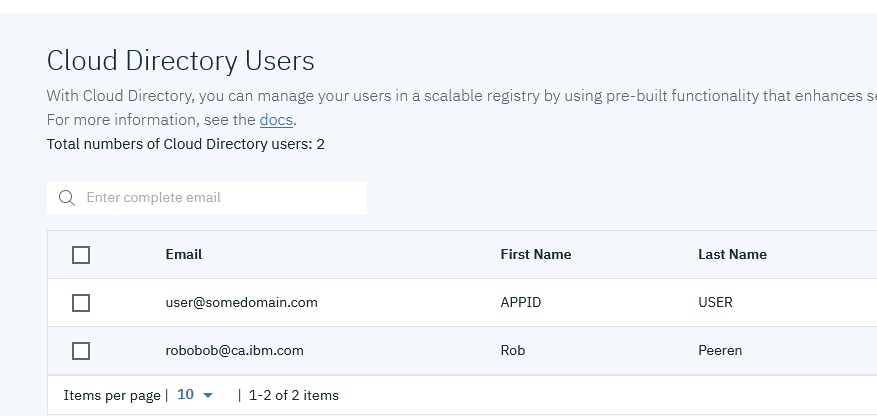 Cloud Directory Users
With Cloud Directory, you can manage your users in a scalable registry by using pre-built functionality that enhances
For more information, see the docs.
Total numbers of Cloud Directory users: 2
Enter complete email
Email First Name Last Name
user@somedomain.com APPID USER
robobob@ca.ibm.com Rob Peeren
Items per page | 10 | 1-2 of 2 items